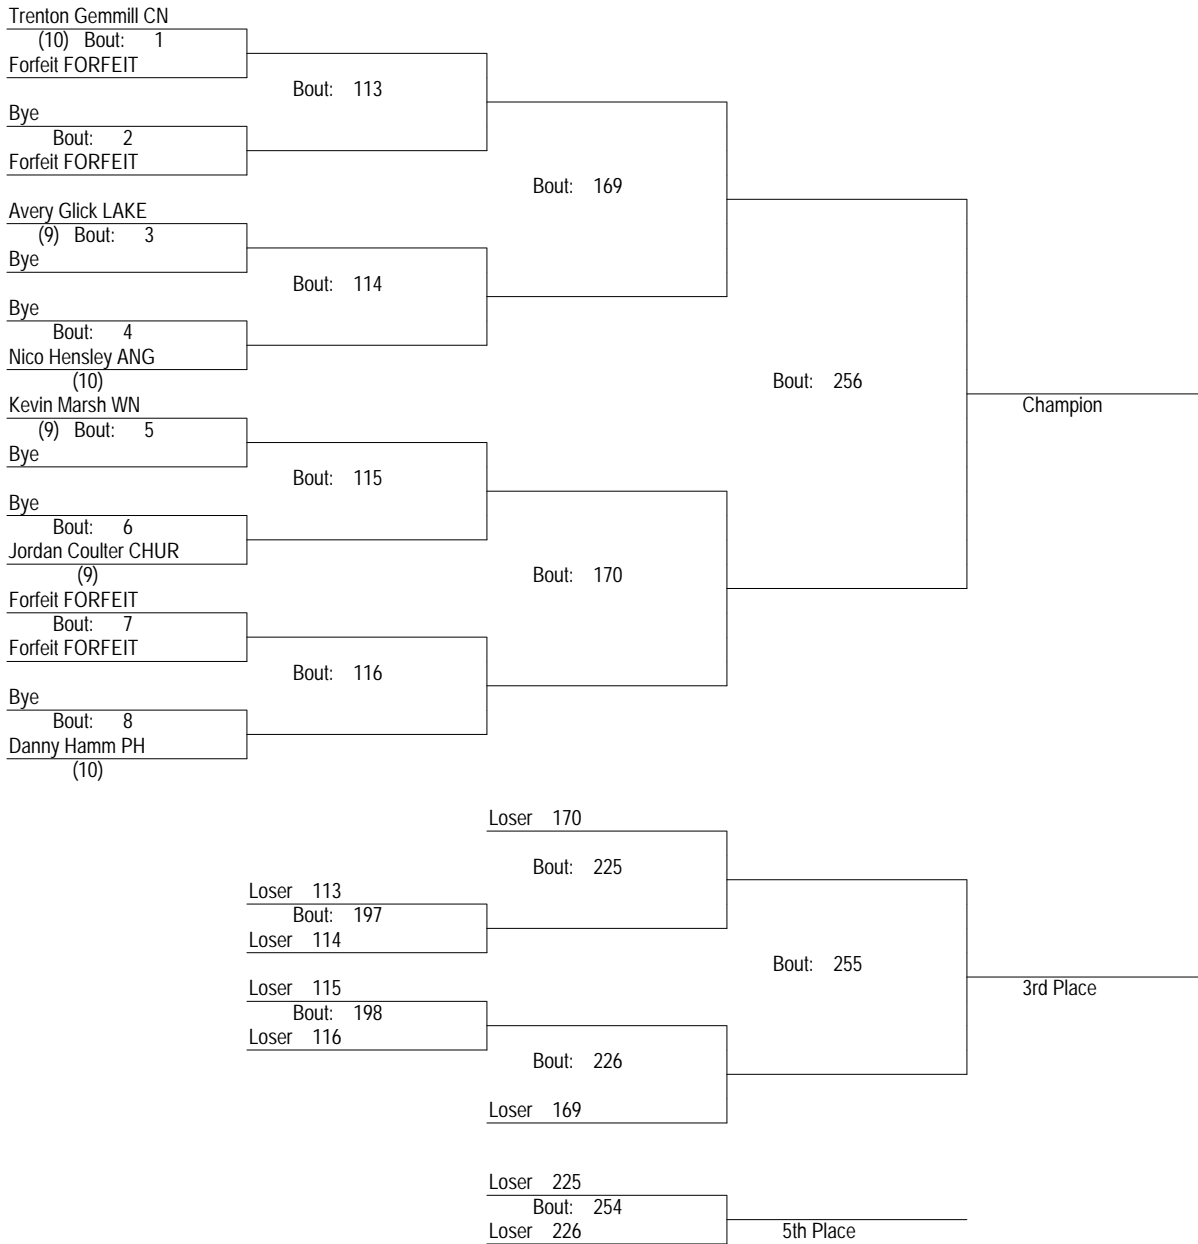 Trenton Gemmill CN
(10) Bout: 1
Forfeit FORFEIT
Bout: 113
Bye
Bout: 2
Forfeit FORFEIT
Bout: 169
Avery Glick LAKE
(9) Bout: 3
Bye
Bout: 114
Bye
Bout: 4
Nico Hensley ANG
(10)
Bout: 256
Kevin Marsh WN
Champion
(9) Bout: 5
Bye
Bout: 115
Bye
Bout: 6
Jordan Coulter CHUR
(9)
Bout: 170
Forfeit FORFEIT
Bout: 7
Forfeit FORFEIT
Bout: 116
Bye
Bout: 8
Danny Hamm PH
(10)
Loser 170
Bout: 225
Loser 113
Bout: 197
Loser 114
Bout: 255
Loser 115
3rd Place
Bout: 198
Loser 116
Bout: 226
Loser 169
Loser 225
Bout: 254
Loser 226
5th Place